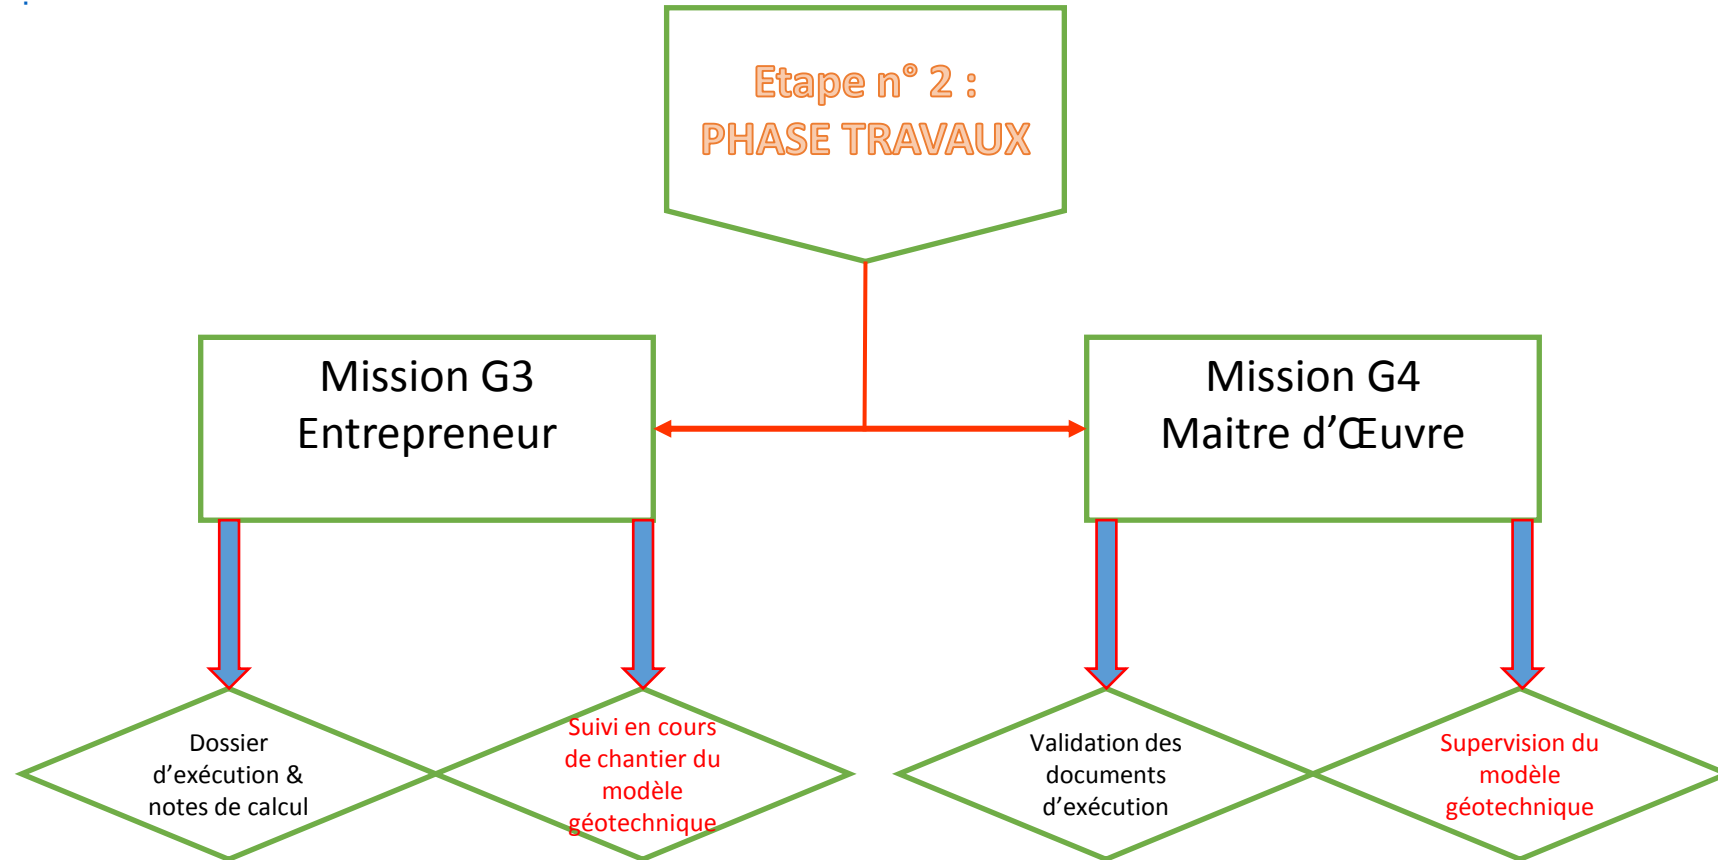 Etape n° 2 :
PHASE TRAVAUX
Mission G3
Entrepreneur
Mission G4
Maitre d’Œuvre
Dossier
d’exécution &
notes de calcul
Suivi en cours
de chantier du
modèle
géotechnique
Validation des
documents
d’exécution
Supervision du
modèle
géotechnique